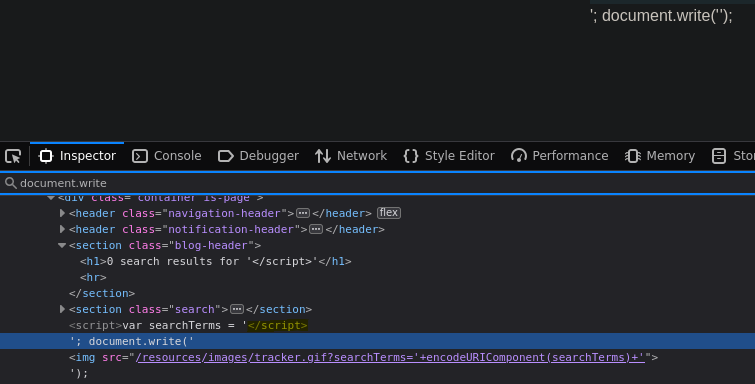 '; document.write('');
Inspector Console Debugger Network Style Editor Performance Memory
document.write
<div class="container is-page">
<header class="navigation-header"></header> flex
<header class="notification-header"></header>
<section class="blog-header">
<h1>0 search results for '</script>'</h1>
<hr>
</section>
<section class="search"></section>
<script>var searchTerms = '</script>
'; document.write('
<img src="/resources/images/tracker.gif?searchTerms='+encodeURIComponent(searchTerms)+'">
');